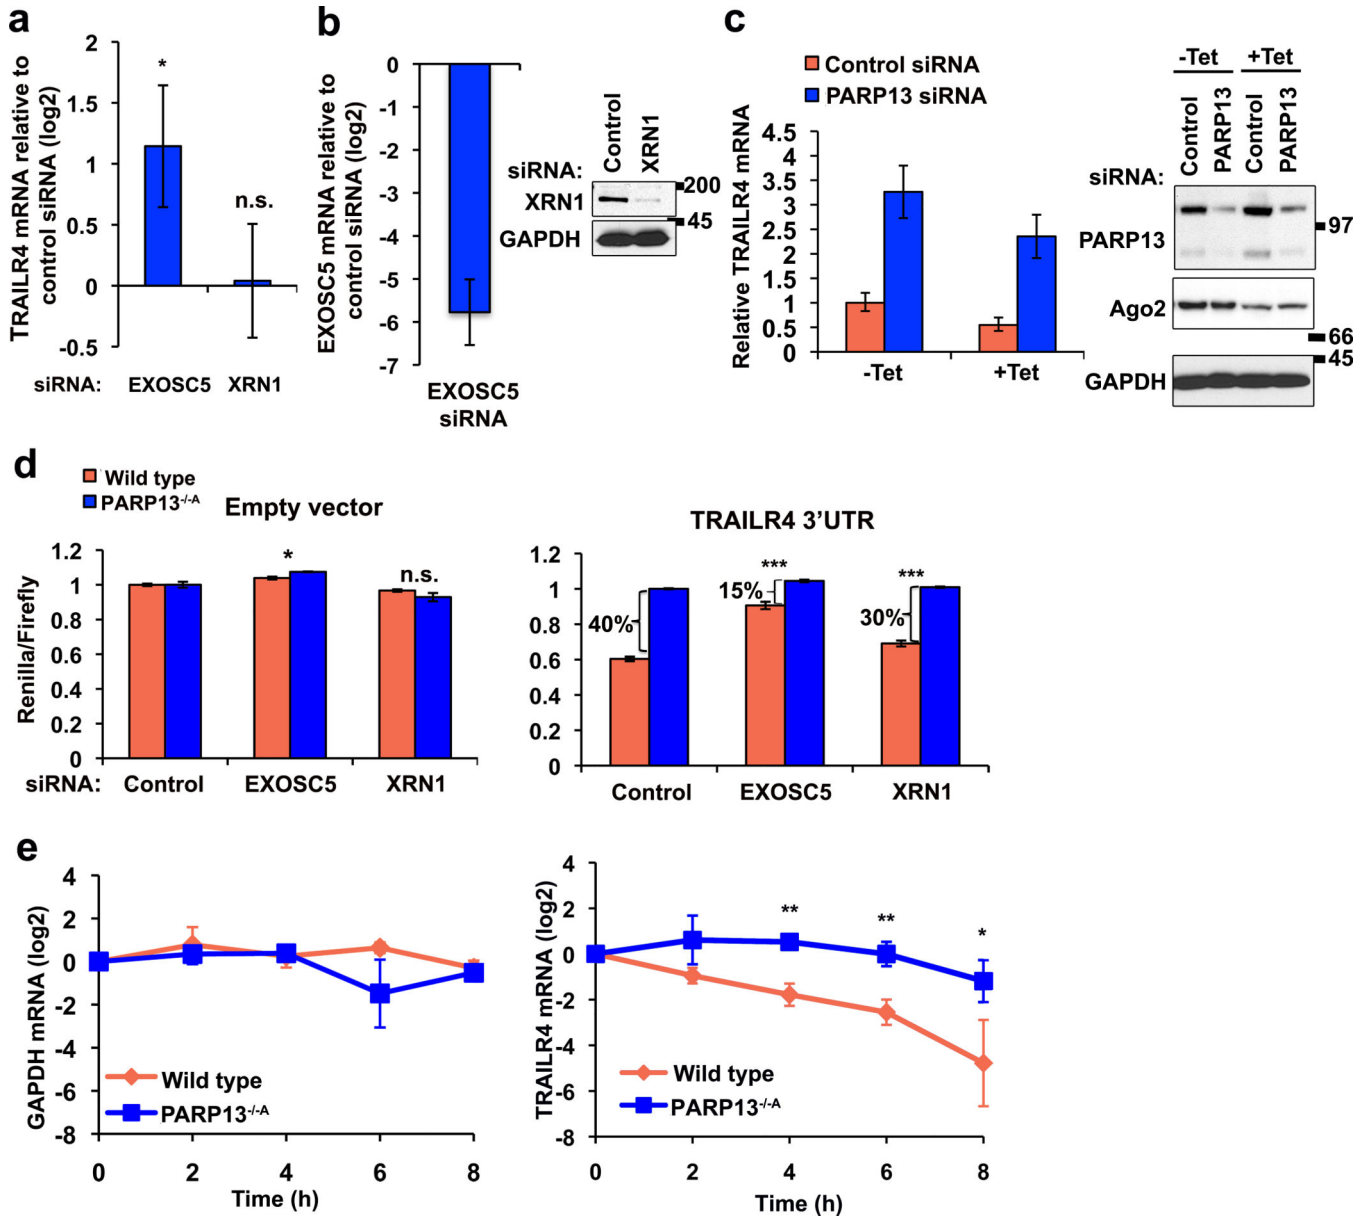 a
TRAILR4 mRNA relative to
control siRNA (log2)
2
1.5
1
0.5
0
-0.5
*
n.s.
siRNA: EXOSC5 XRN1
b
EXOSC5 mRNA relative to
control siRNA (log2)
0
-1
-2
-3
-4
-5
-6
-7
EXOSC5
siRNA
siRNA: Control XRN1
XRN1
GAPDH
200
45
c
Control siRNA
PARP13 siRNA
Relative TRAILR4 mRNA
4.5
4
3.5
3
2.5
2
1.5
1
0.5
0
-Tet +Tet
-Tet +Tet
siRNA: Control PARP13 Control PARP13
PARP13
97
Ago2
66
45
GAPDH
d
Wild type
PARP13-/-A
Empty vector
Renilla/Firefly
1.2
1
0.8
0.6
0.4
0.2
0
*
n.s.
siRNA: Control EXOSC5 XRN1
TRAILR4 3'UTR
1.2
1
0.8
0.6
0.4
0.2
0
40%
***
15%
***
30%
Control EXOSC5 XRN1
e
GAPDH mRNA (log2)
4
2
0
-2
-4
-6
-8
Wild type
PARP13-/-A
0 2 4 6 8
Time (h)
TRAILR4 mRNA (log2)
4
2
0
-2
-4
-6
-8
** ** *
Wild type
PARP13-/-A
0 2 4 6 8
Time (h)